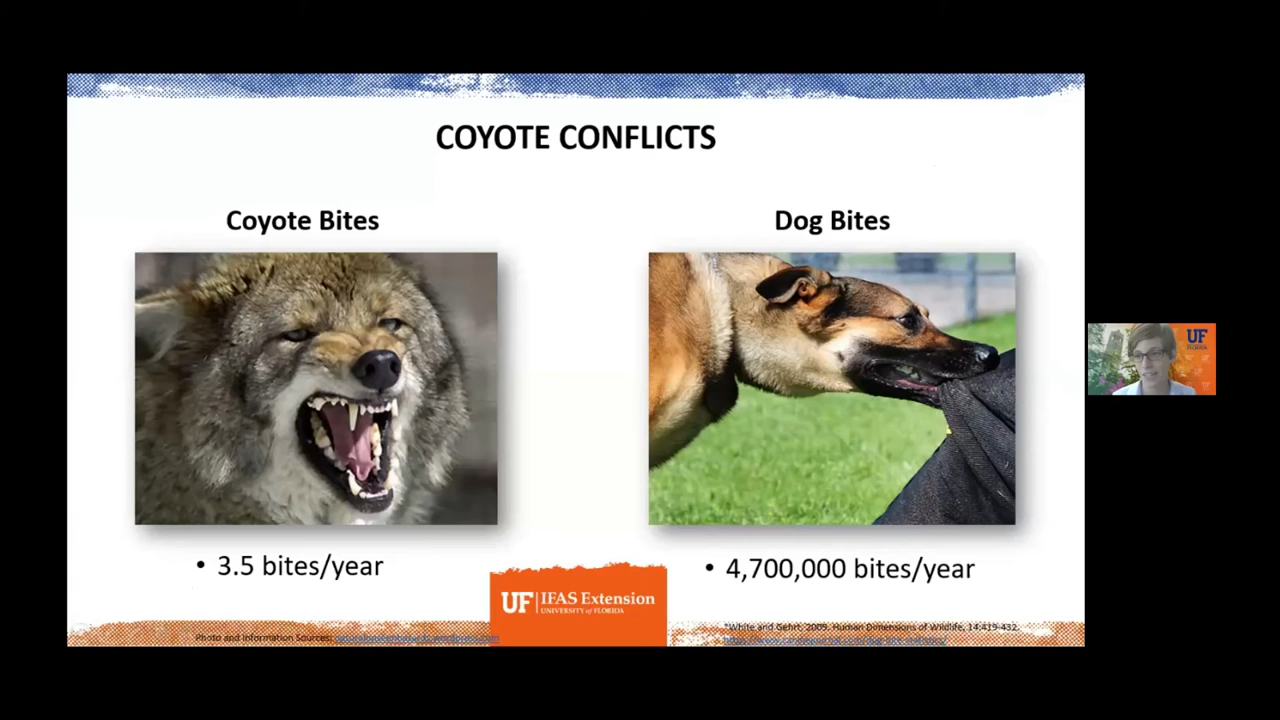 COYOTE CONFLICTS
Coyote Bites
Dog Bites
• 3.5 bites/year
• 4,700,000 bites/year
UF IFAS Extension
UNIVERSITY of FLORIDA
Photo and Information Sources:
*White and Gehrt, 2009. Human Dimensions of Wildlife, 14:419-432.
UF
FLORIDA